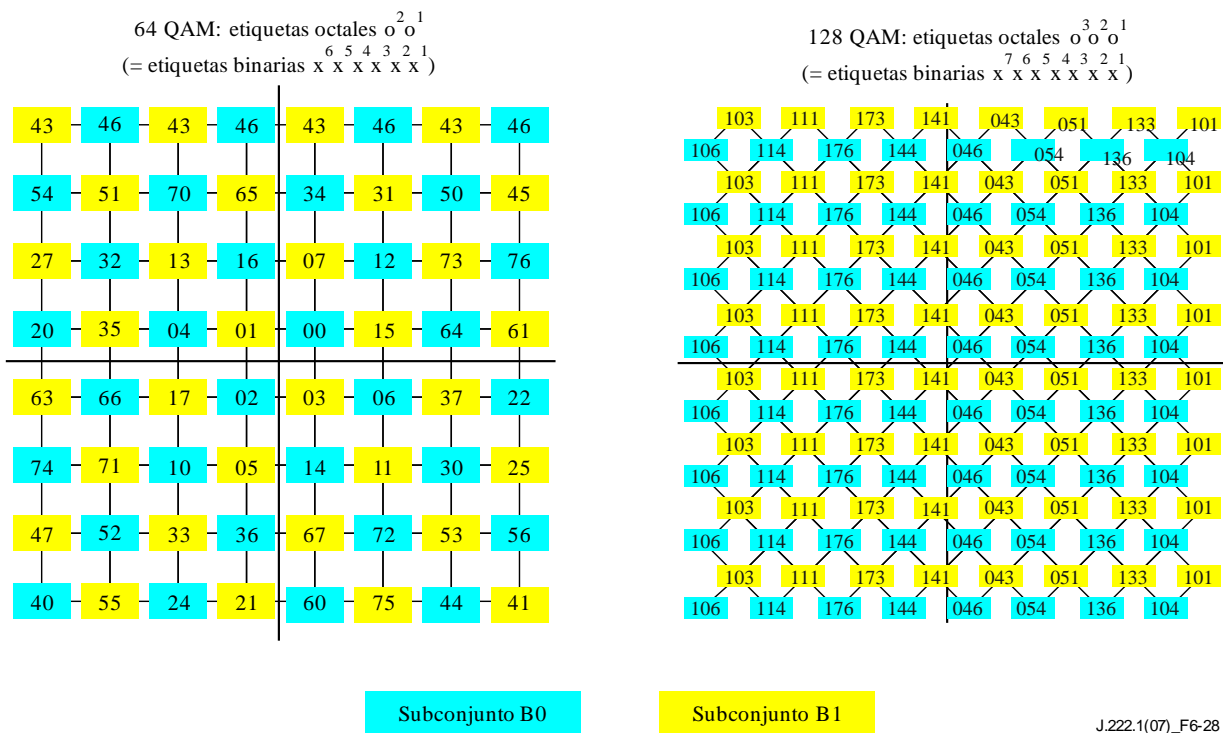 64 QAM: etiquetas octales o²o¹
(= etiquetas binarias x⁶x⁵x⁴x³x²x¹)
43 46 43 46 43 46 43 46
54 51 70 65 34 31 50 45
27 32 13 16 07 12 73 76
20 35 04 01 00 15 64 61
63 66 17 02 03 06 37 22
74 71 10 05 14 11 30 25
47 52 33 36 67 72 53 56
40 55 24 21 60 75 44 41
128 QAM: etiquetas octales o³o²o¹
(= etiquetas binarias x⁷x⁶x⁵x⁴x³x²x¹)
103 111 173 141 043 051 133 101
106 114 176 144 046 054 136 104
103 111 173 141 043 051 133 101
106 114 176 144 046 054 136 104
103 111 173 141 043 051 133 101
106 114 176 144 046 054 136 104
103 111 173 141 043 051 133 101
106 114 176 144 046 054 136 104
103 111 173 141 043 051 133 101
106 114 176 144 046 054 136 104
103 111 173 141 043 051 133 101
106 114 176 144 046 054 136 104
103 111 173 141 043 051 133 101
106 114 176 144 046 054 136 104
103 111 173 141 043 051 133 101
106 114 176 144 046 054 136 104
Subconjunto B0
Subconjunto B1
J.222.1(07)_F6-28